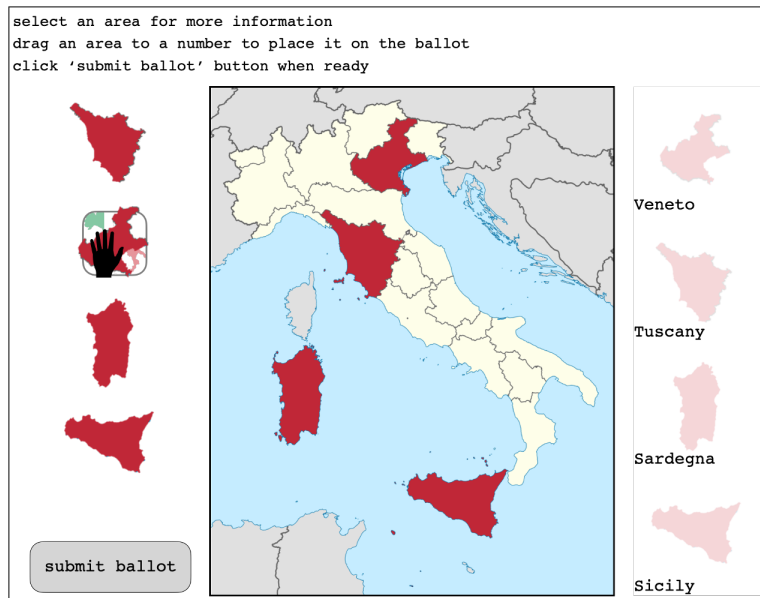 select an area for more information
drag an area to a number to place it on the ballot
click ‘submit ballot’ button when ready
Veneto
Tuscany
Sardegna
Sicily
submit ballot